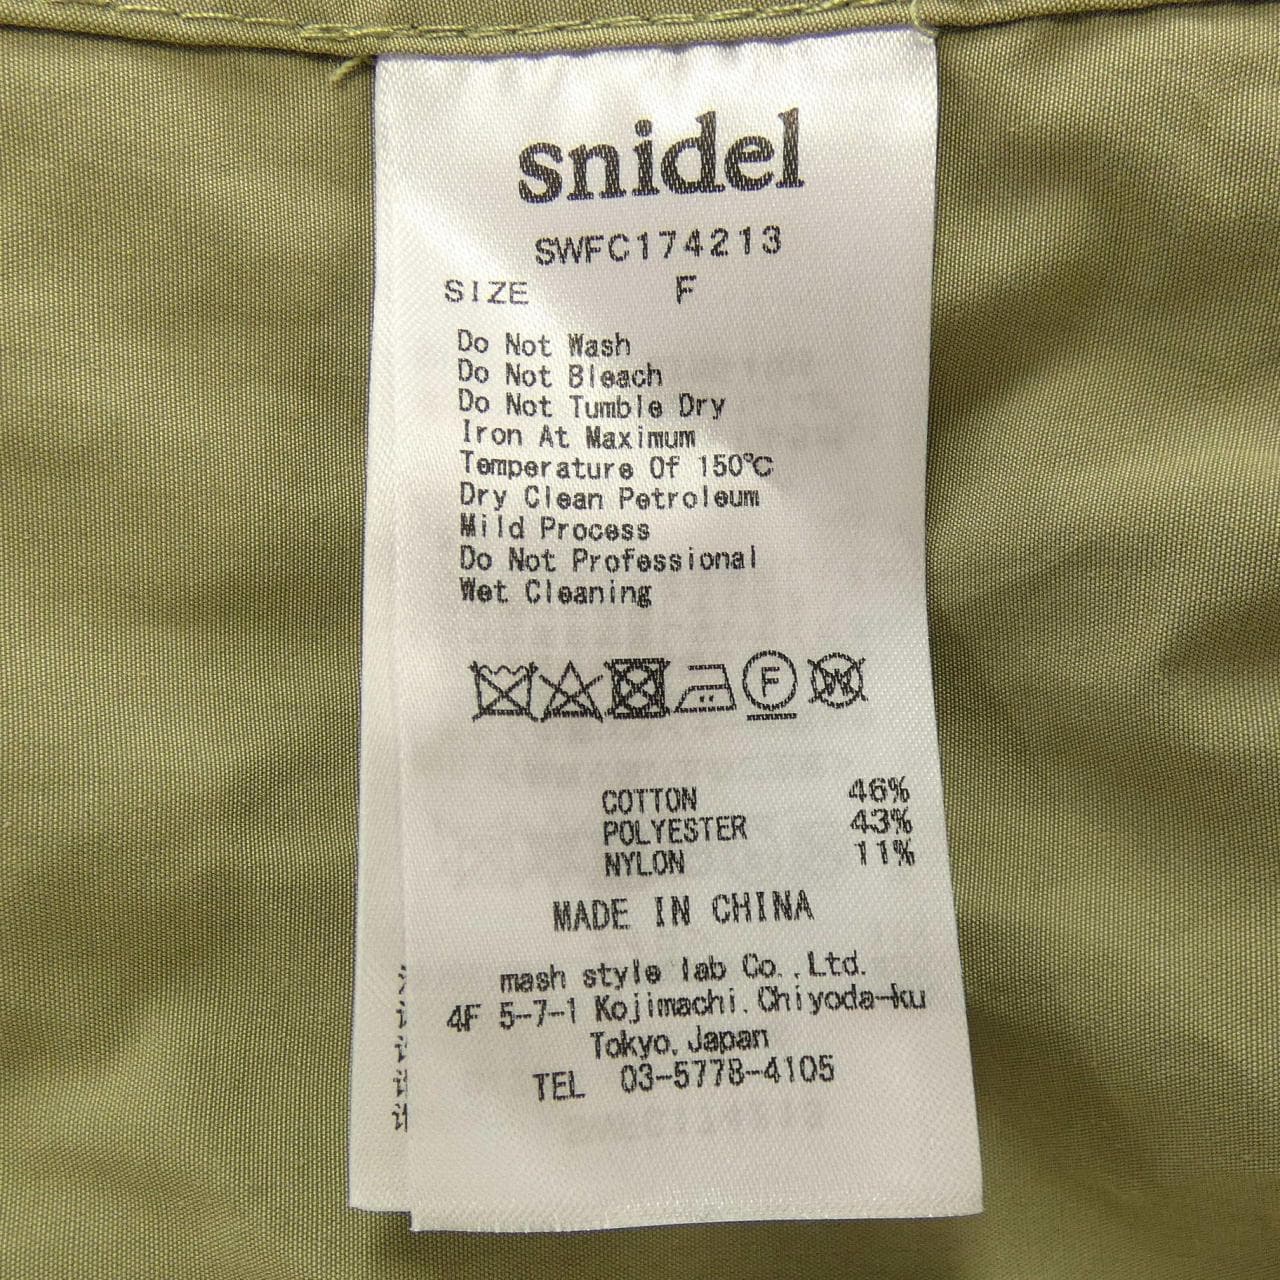 snidel
SWFC174213
SIZE F
Do Not Wash
Do Not Bleach
Do Not Tumble Dry
Iron At Maximum
Temperature Of 150℃
Dry Clean Petroleum
Mild Process
Do Not Professional
Wet Cleaning
F W
COTTON 46%
POLYESTER 43%
NYLON 11%
MADE IN CHINA
mash style lab Co.,Ltd.
4F 5-7-1 Kojimachi.Chiyoda-ku
Tokyo,Japan
TEL 03-5778-4105